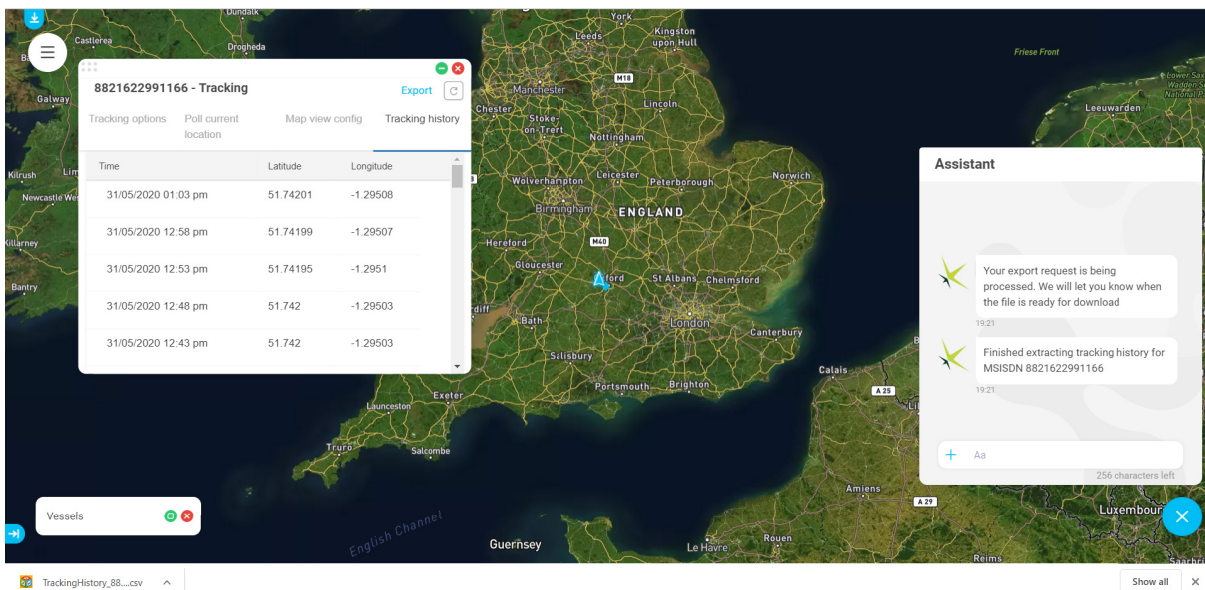 Dundalk
York
Castlerea
Leeds
Kingston
upon Hull
Drogheda
Friese Front
8821622991166 - Tracking
Export
M18
Manchester
Galway
Chester
Lincoln
Leeuwarden
Tracking options
Poll current
location
Map view config
Tracking history
Stoke-
on-Trert
Nottingham
Time
Latitude
Longitude
Kilrush
Wolverhanpton
Leicester
Peterborough
Norwich
31/05/2020 01:03 pm
51.74201
-1.29508
Birmingham
ENGLAND
31/05/2020 12:58 pm
51.74199
-1.29507
Killarney
Hereford
M40
31/05/2020 12:53 pm
51.74195
-1.2951
Gloucester
St Albans
Chelmsford
Bantry
31/05/2020 12:48 pm
51.742
-1.29503
Bath
London
Canterbury
31/05/2020 12:43 pm
51.742
-1.29503
Silisbury
Calais
Portsmouth
Brighton
A 25
Exeter
Launceston
Truro
Salcombe
Assistant
Your export request is being
processed. We will let you know when
the file is ready for download
19:21
Finished extracting tracking history for
MSISDN 8821622991166
19:21
Aa
256 characters left
Amiens
A 29
Vessels
Luxembour
English Channel
Guernsey
Le Havre
Rouen
Reims
TrackingHistory_88....csv
Show all